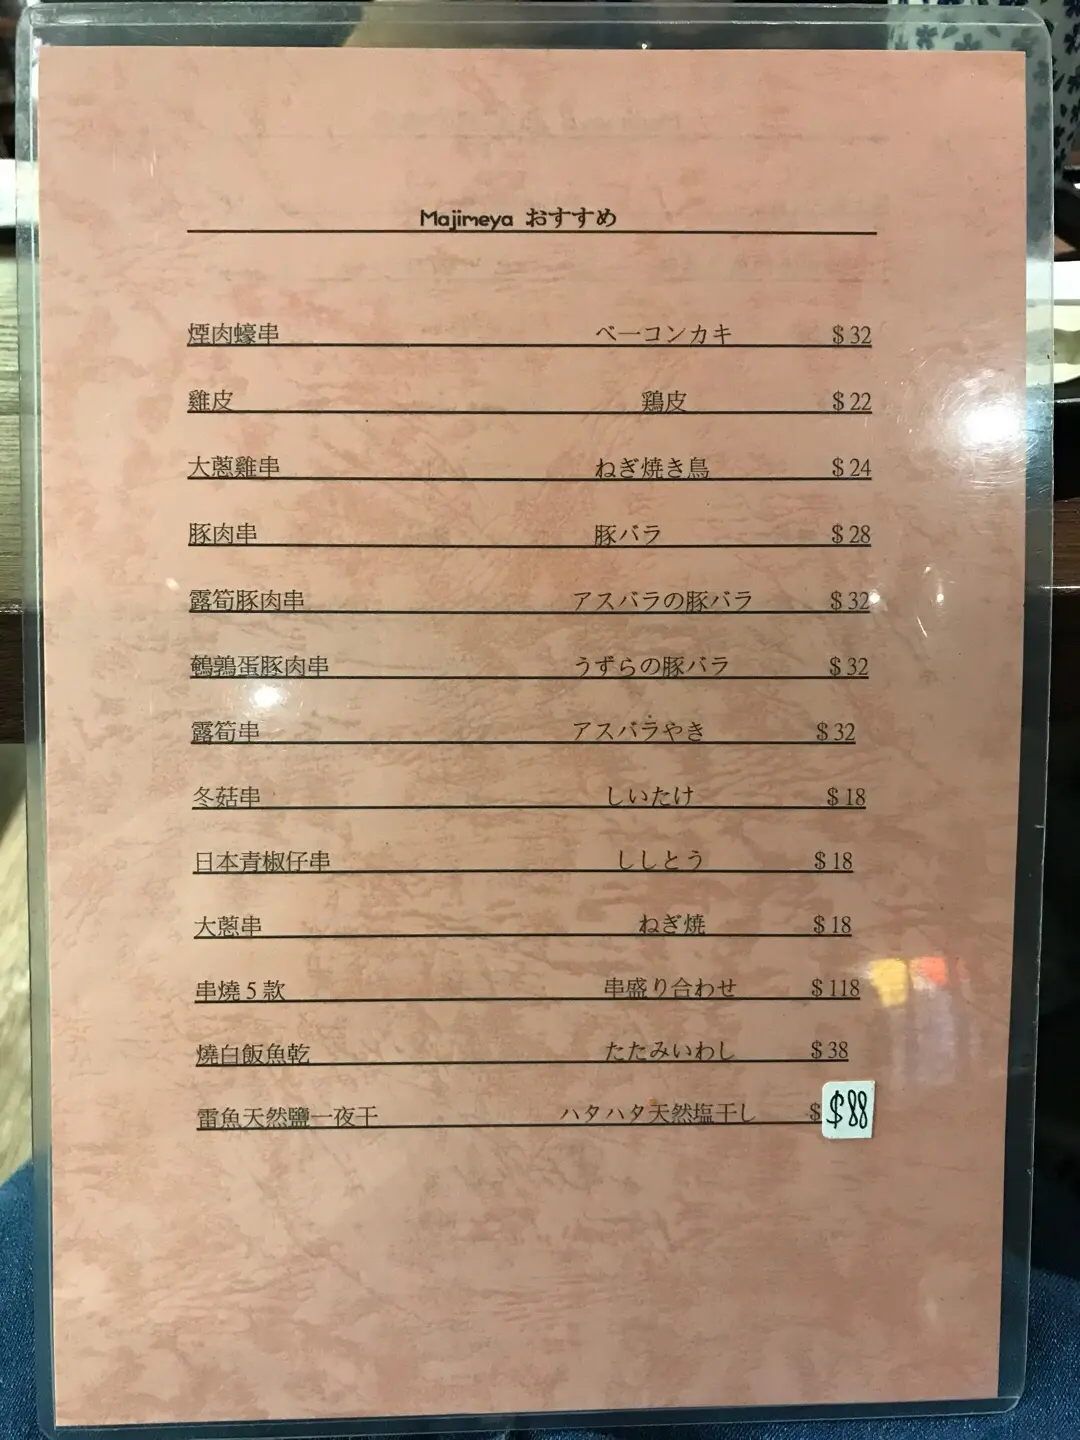 Majimeya おすすめ
煙肉蠔串 ベーコンカキ $32
雞皮 鶏皮 $22
大蔥雞串 ねぎ焼き鳥 $24
豚肉串 豚バラ $28
露筍豚肉串 アスバラの豚バラ $32
鵪鶉蛋豚肉串 うずらの豚バラ $32
露筍串 アスバラやき $32
冬菇串 しいたけ $18
日本青椒仔串 ししとう $18
大蔥串 ねぎ焼 $18
串燒5款 串盛り合わせ $118
燒白飯魚乾 たたみいわし $38
雷魚天然鹽一夜干 ハタハタ天然塩干し $ $88